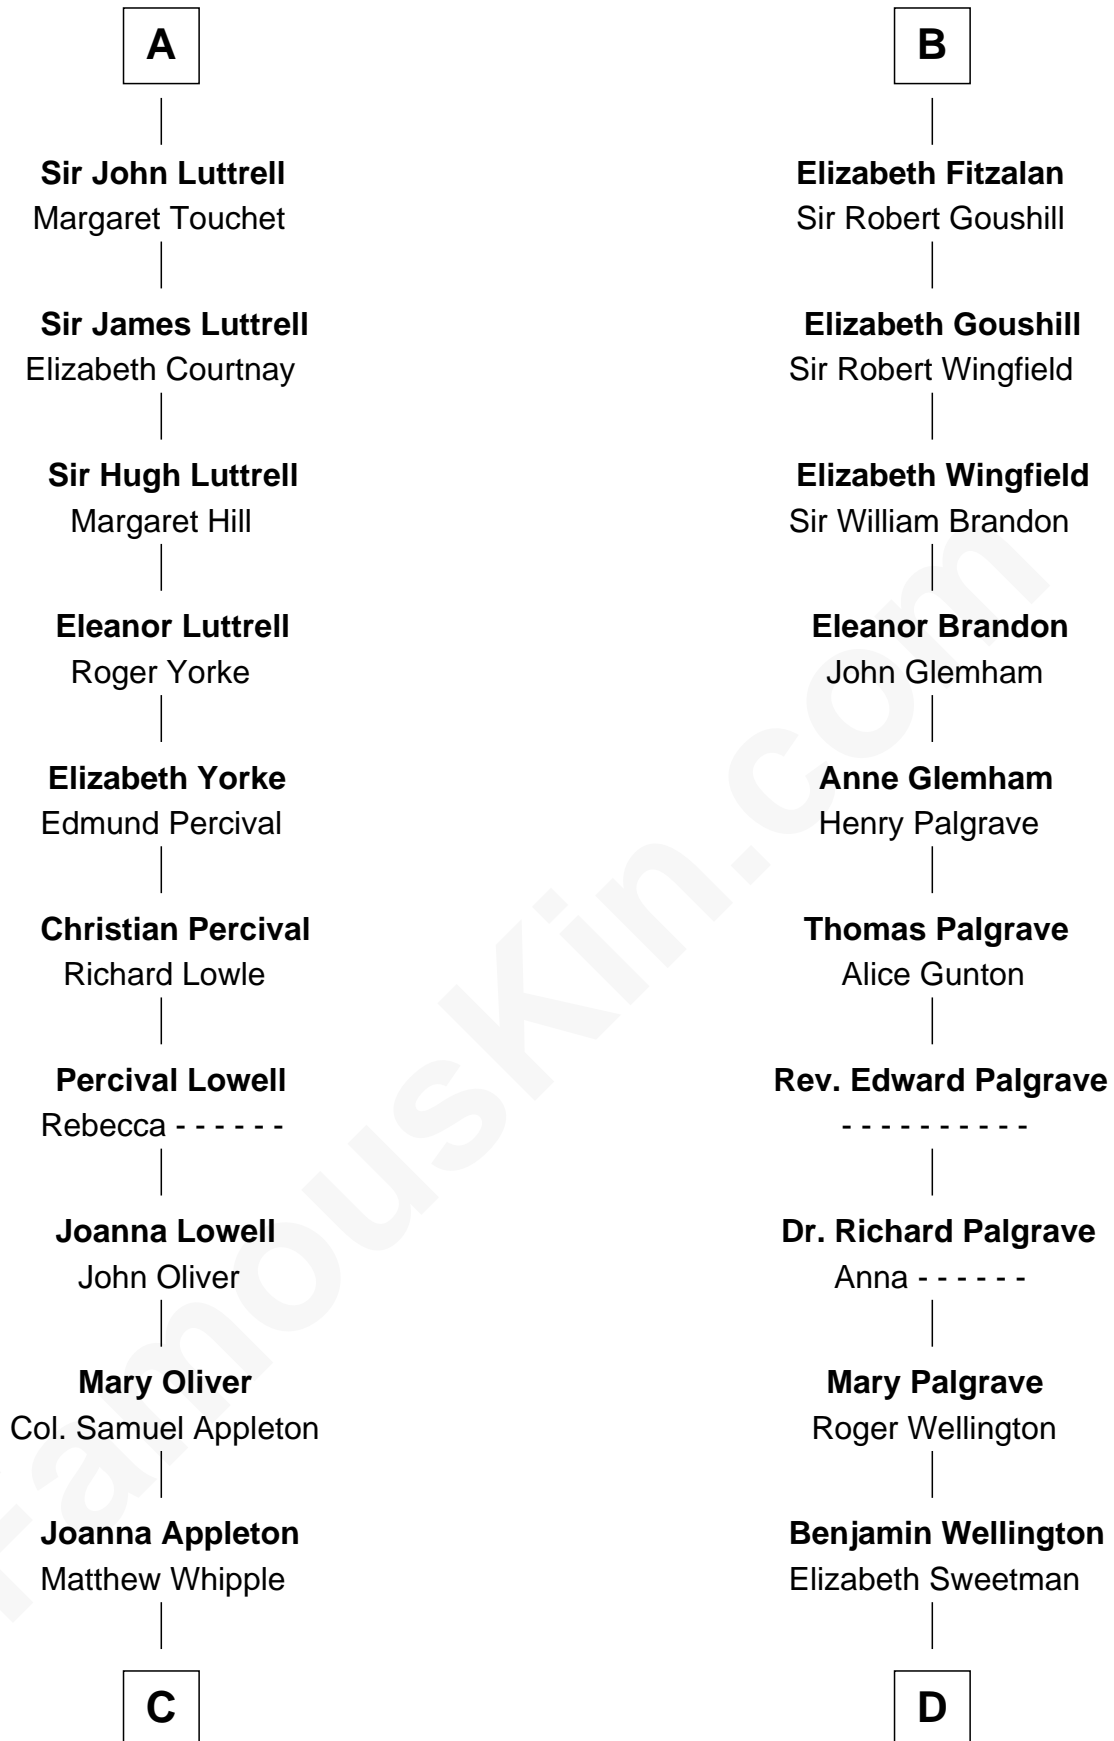 A
Sir John Luttrell
Margaret Touchet
Sir James Luttrell
Elizabeth Courtnay
Sir Hugh Luttrell
Margaret Hill
Eleanor Luttrell
Roger Yorke
Elizabeth Yorke
Edmund Percival
Christian Percival
Richard Lowle
Percival Lowell
Rebecca - - - - - -
Joanna Lowell
John Oliver
Mary Oliver
Col. Samuel Appleton
Joanna Appleton
Matthew Whipple
C
B
Elizabeth Fitzalan
Sir Robert Goushill
Elizabeth Goushill
Sir Robert Wingfield
Elizabeth Wingfield
Sir William Brandon
Eleanor Brandon
John Glemham
Anne Glemham
Henry Palgrave
Thomas Palgrave
Alice Gunton
Rev. Edward Palgrave
- - - - - - - - - -
Dr. Richard Palgrave
Anna - - - - - -
Mary Palgrave
Roger Wellington
Benjamin Wellington
Elizabeth Sweetman
D
FamousKin.com